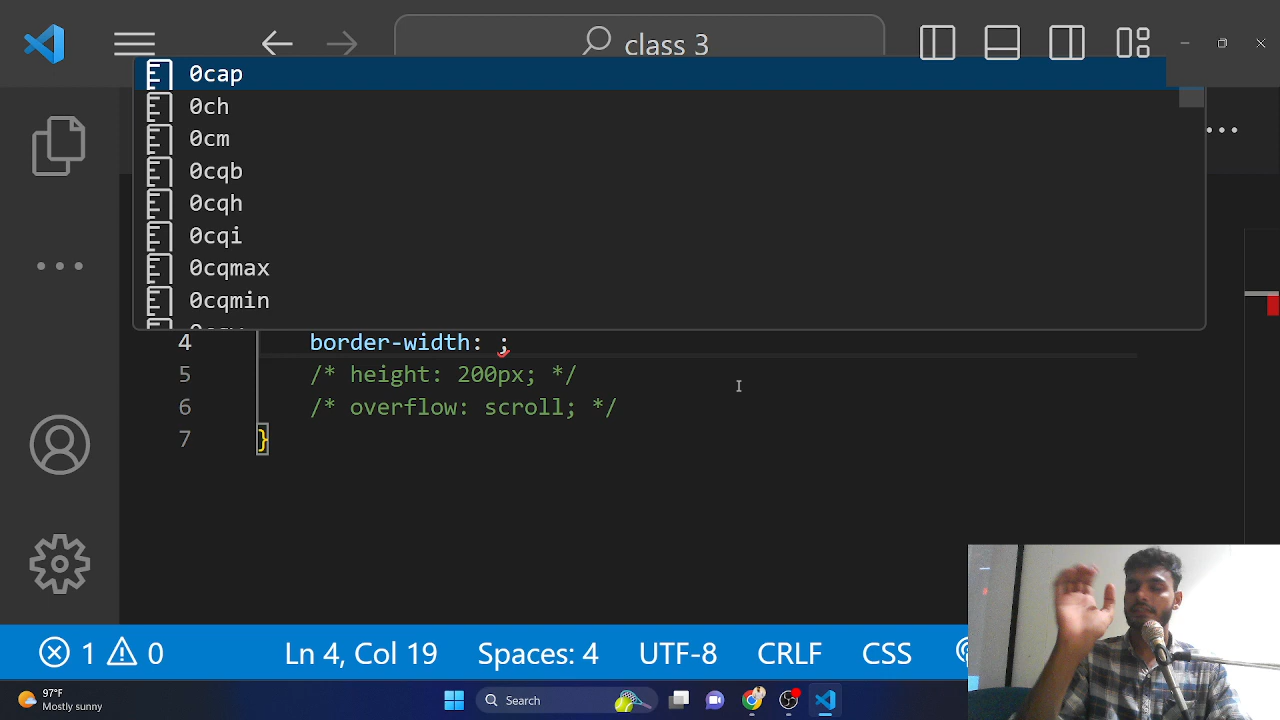 class 3
0cap
0ch
0cm
0cqb
0cqh
0cqi
0cqmax
0cqmin
4 border-width: ;
5 /* height: 200px; */
6 /* overflow: scroll; */
7 }
1 0 Ln 4, Col 19 Spaces: 4 UTF-8 CRLF CSS
97°F
Mostly sunny
Search